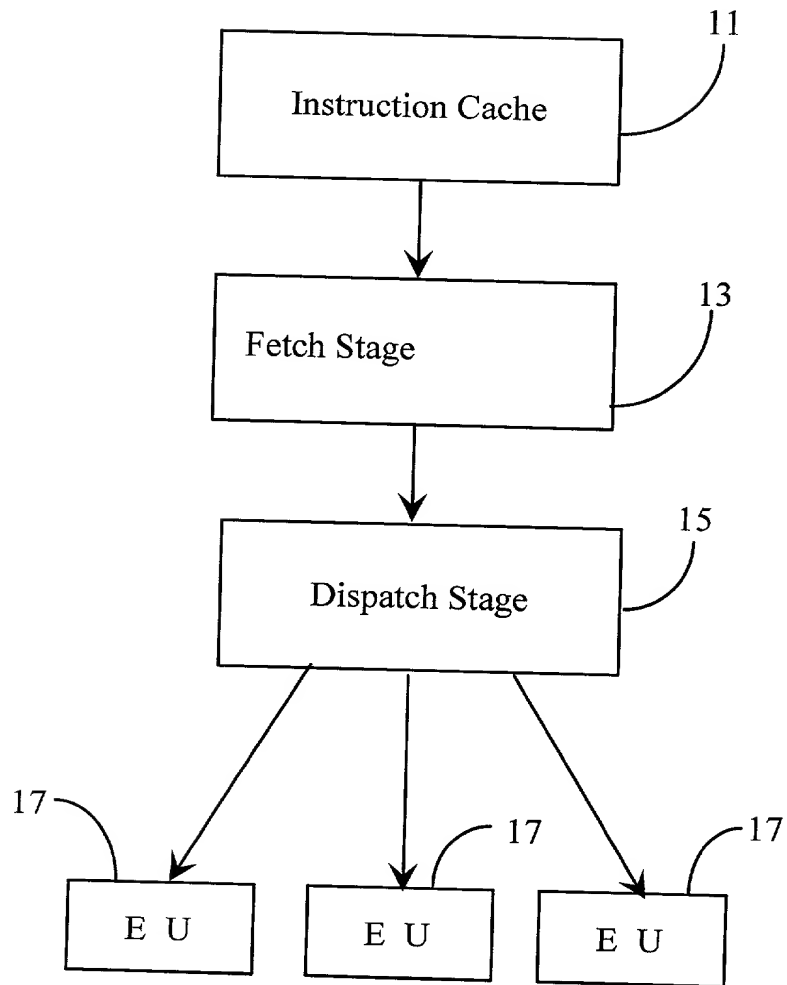 11
Instruction Cache
13
Fetch Stage
15
Dispatch Stage
17
17
17
E U
E U
E U